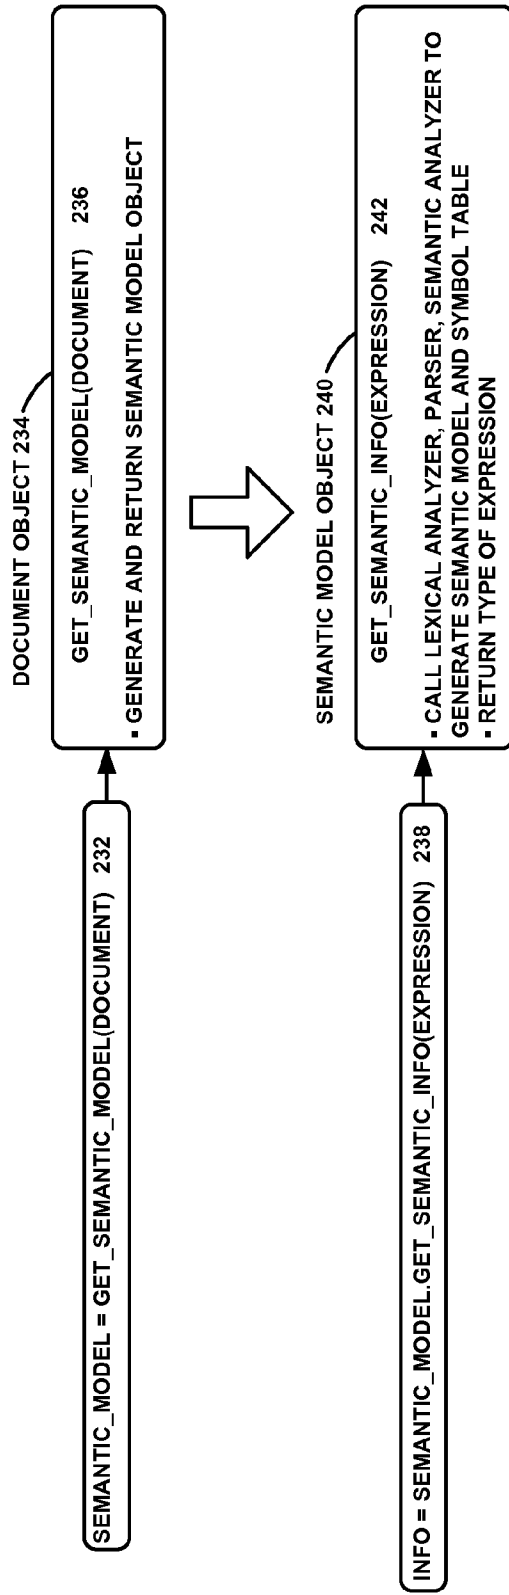 DOCUMENT OBJECT 234
SEMANTIC_MODEL = GET_SEMANTIC_MODEL(DOCUMENT) 232
GET_SEMANTIC_MODEL(DOCUMENT) 236
▪ GENERATE AND RETURN SEMANTIC MODEL OBJECT
SEMANTIC MODEL OBJECT 240
INFO = SEMANTIC_MODEL.GET_SEMANTIC_INFO(EXPRESSION) 238
GET_SEMANTIC_INFO(EXPRESSION) 242
▪ CALL LEXICAL ANALYZER, PARSER, SEMANTIC ANALYZER TO
GENERATE SEMANTIC MODEL AND SYMBOL TABLE
▪ RETURN TYPE OF EXPRESSION